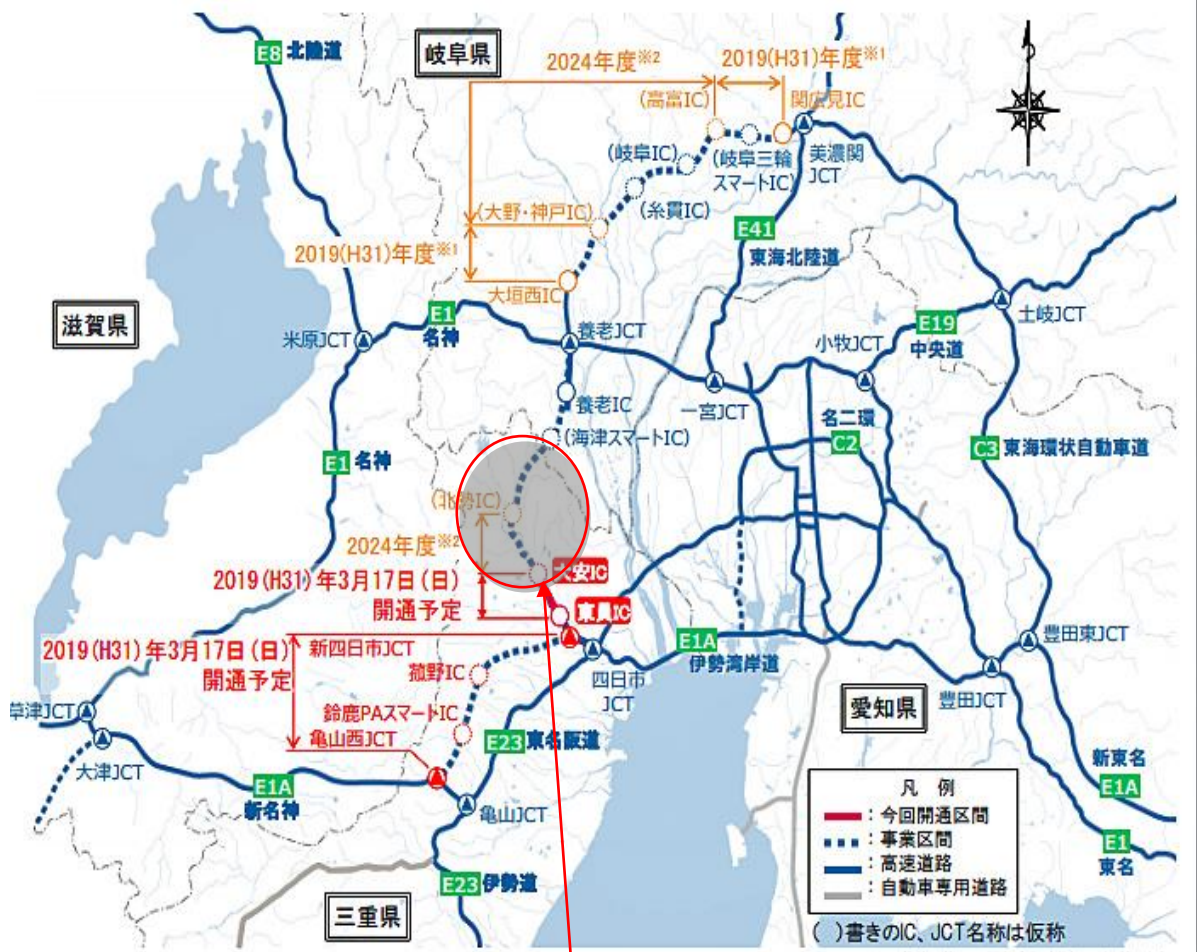 E8 北陸道
岐阜県
2024年度※2
2019(H31)年度※1
(高富IC)
関広見IC
(岐阜IC)
(岐阜三輪
スマートIC)
美濃関
JCT
(糸貫IC)
(大野・神戸IC)
E41
東海北陸道
2019(H31)年度※1
大垣西IC
滋賀県
E1
名神
米原JCT
養老JCT
E19
中央道
土岐JCT
小牧JCT
養老IC
一宮JCT
名二環
C2
(海津スマートIC)
E1 名神
C3 東海環状自動車道
(北勢IC)
2024年度※2
大安IC
2019(H31)年3月17日(日)
開通予定
東員IC
2019(H31)年3月17日(日)
開通予定
新四日市JCT
E1A
伊勢湾岸道
豊田東JCT
菰野IC
四日市
JCT
豊田JCT
愛知県
草津JCT
鈴鹿PAスマートIC
亀山西JCT
E23 東名阪道
大津JCT
E1A
新名神
亀山JCT
新東名
E1A
凡 例
:今回開通区間
:事業区間
:高速道路
:自動車専用道路
E1
東名
E23 伊勢道
三重県
( )書きのIC、JCT名称は仮称